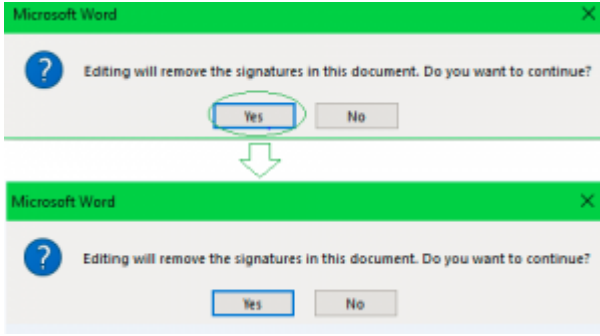 Microsoft Word
Editing will remove the signatures in this document. Do you want to continue?
Yes No
Microsoft Word
Editing will remove the signatures in this document. Do you want to continue?
Yes No